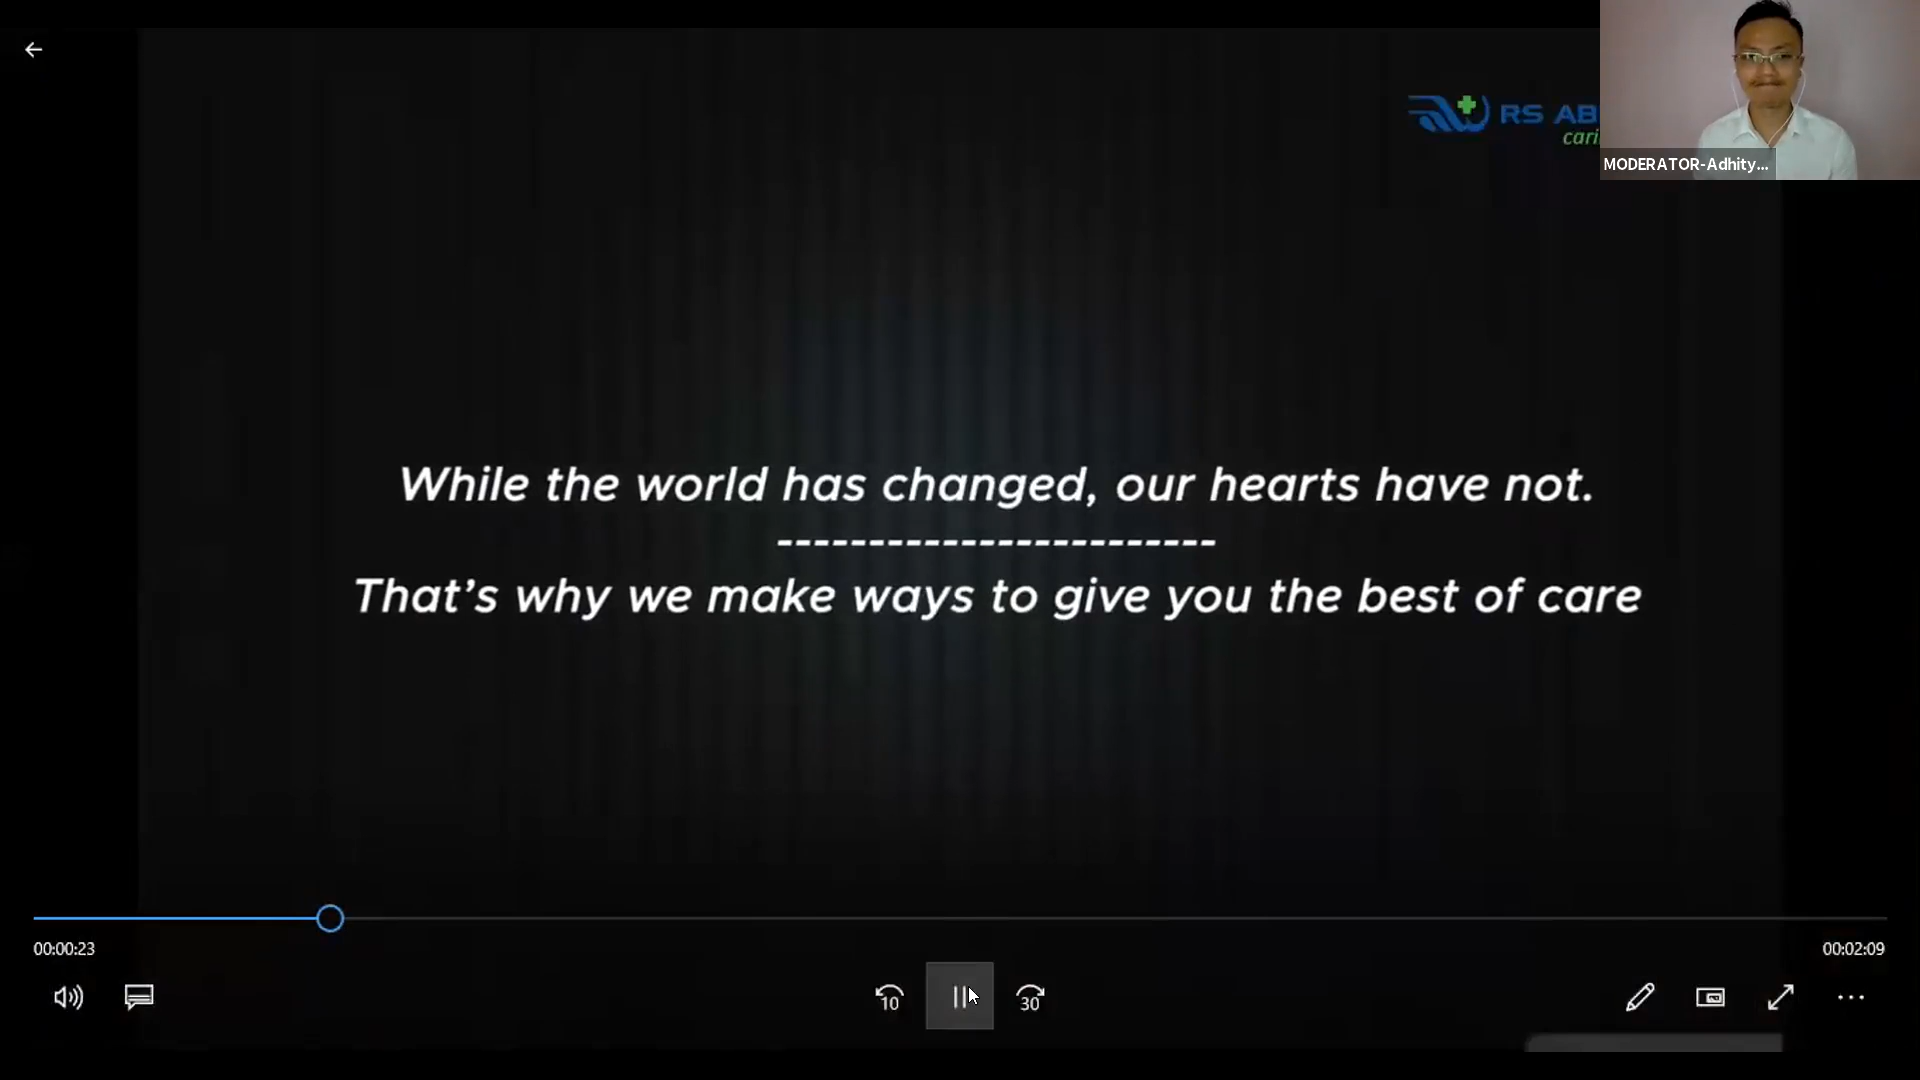 RS AB
cari
MODERATOR-Adhity...
While the world has changed, our hearts have not.
------------------------
That's why we make ways to give you the best of care
00:00:23
00:02:09
10
30